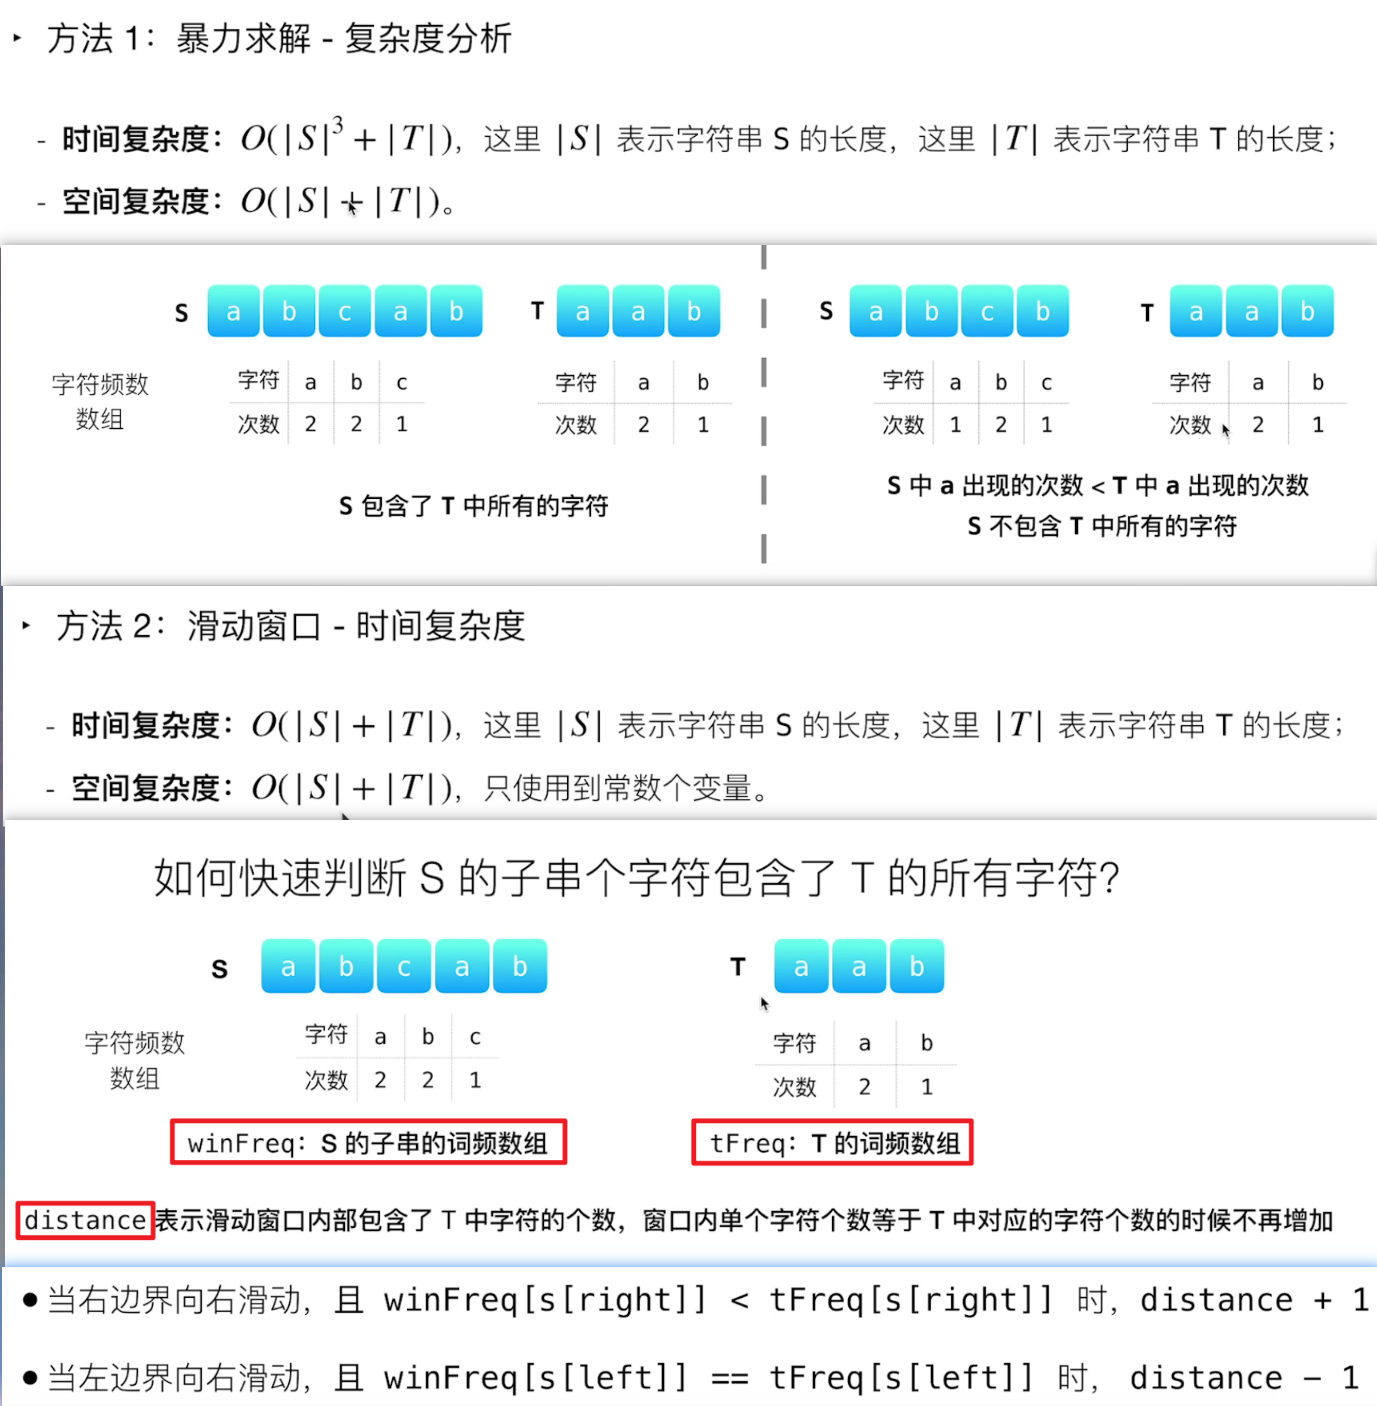 ‣ 方法 1：暴力求解 - 复杂度分析
- 时间复杂度：O(|S|³ + |T|)，这里 |S| 表示字符串 S 的长度，这里 |T| 表示字符串 T 的长度；
- 空间复杂度：O(|S| + |T|)。
S a b c a b T a a b S a b c b T a a b
字符频数
数组
字符 a b c
次数 2 2 1
字符 a b
次数 2 1
字符 a b c
次数 1 2 1
字符 a b
次数 2 1
S 包含了 T 中所有的字符
S 中 a 出现的次数 < T 中 a 出现的次数
S 不包含 T 中所有的字符
‣ 方法 2：滑动窗口 - 时间复杂度
- 时间复杂度：O(|S| + |T|)，这里 |S| 表示字符串 S 的长度，这里 |T| 表示字符串 T 的长度；
- 空间复杂度：O(|S| + |T|)，只使用到常数个变量。
如何快速判断 S 的子串个字符包含了 T 的所有字符？
S a b c a b T a a b
字符频数
数组
字符 a b c
次数 2 2 1
字符 a b
次数 2 1
winFreq：S 的子串的词频数组
tFreq：T 的词频数组
distance 表示滑动窗口内部包含了 T 中字符的个数，窗口内单个字符个数等于 T 中对应的字符个数的时候不再增加
● 当右边界向右滑动，且 winFreq[s[right]] < tFreq[s[right]] 时，distance + 1
● 当左边界向右滑动，且 winFreq[s[left]] == tFreq[s[left]] 时，distance − 1